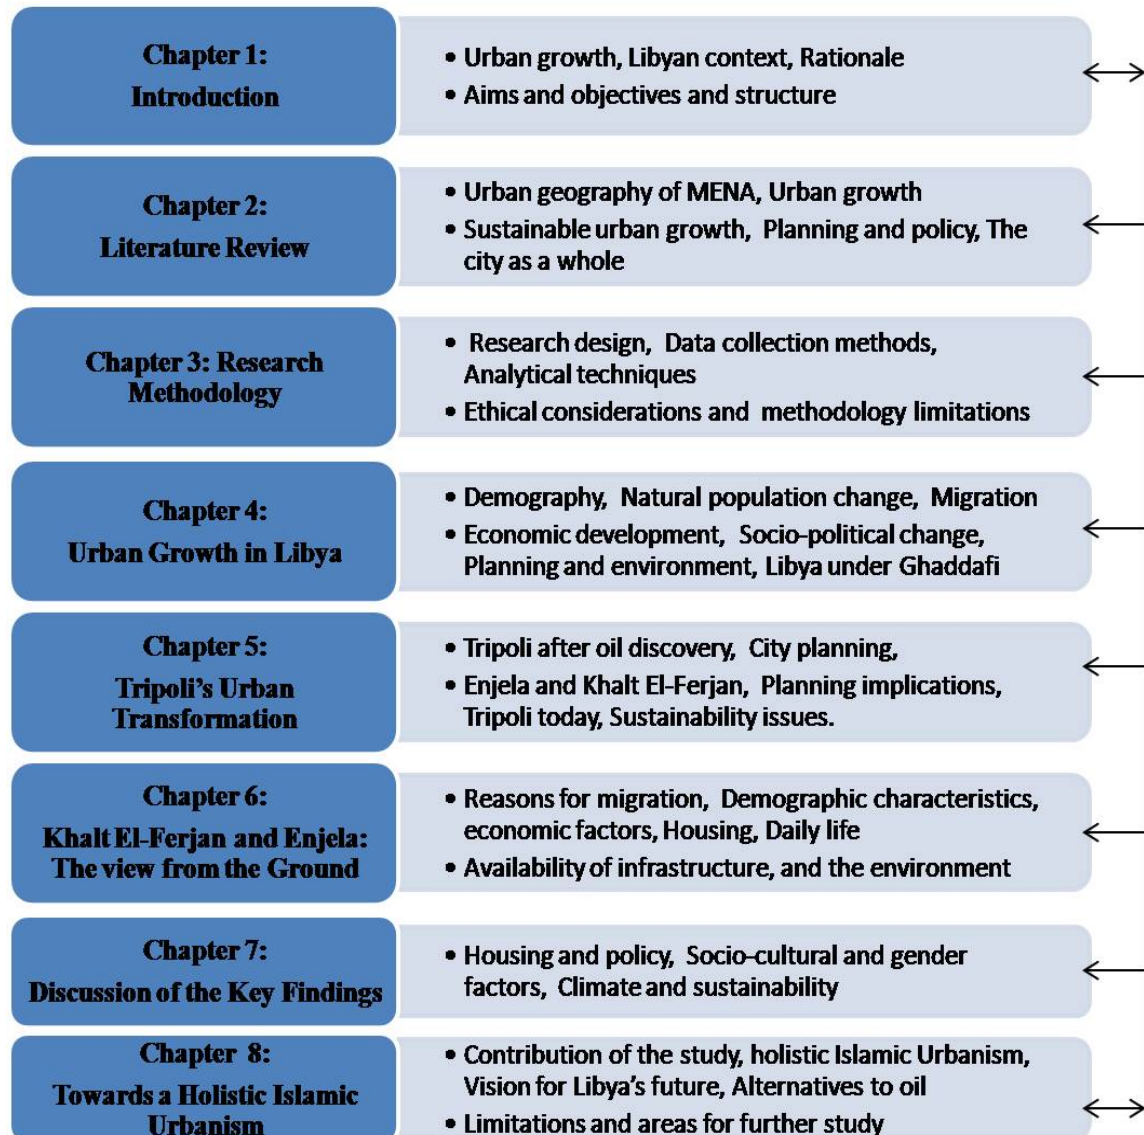 Chapter 1:
Introduction
• Urban growth, Libyan context, Rationale
• Aims and objectives and structure
Chapter 2:
Literature Review
• Urban geography of MENA, Urban growth
• Sustainable urban growth, Planning and policy, The
city as a whole
Chapter 3: Research
Methodology
• Research design, Data collection methods,
Analytical techniques
• Ethical considerations and methodology limitations
Chapter 4:
Urban Growth in Libya
• Demography, Natural population change, Migration
• Economic development, Socio-political change,
Planning and environment, Libya under Ghaddafi
Chapter 5:
Tripoli's Urban
Transformation
• Tripoli after oil discovery, City planning,
• Enjela and Khalt El-Ferjan, Planning implications,
Tripoli today, Sustainability issues.
Chapter 6:
Khalt El-Ferjan and Enjela:
The view from the Ground
• Reasons for migration, Demographic characteristics,
economic factors, Housing, Daily life
• Availability of infrastructure, and the environment
Chapter 7:
Discussion of the Key Findings
• Housing and policy, Socio-cultural and gender
factors, Climate and sustainability
Chapter 8:
Towards a Holistic Islamic
Urbanism
• Contribution of the study, holistic Islamic Urbanism,
Vision for Libya's future, Alternatives to oil
• Limitations and areas for further study